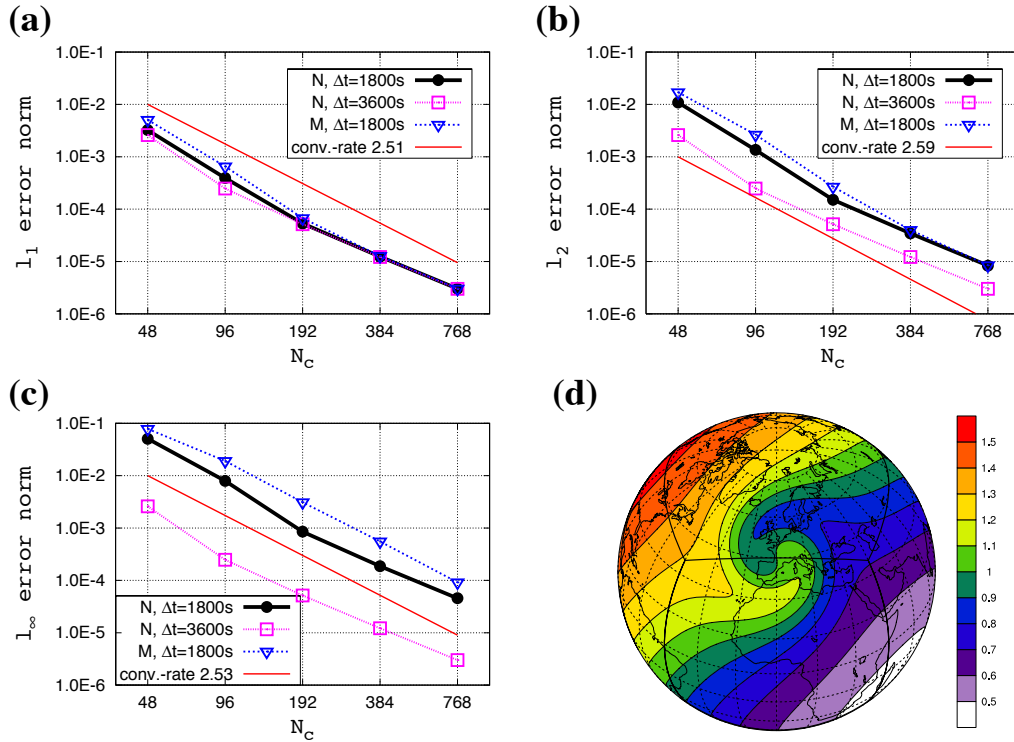 (a)
l1 error norm
1.0E-1
1.0E-2
1.0E-3
1.0E-4
1.0E-5
1.0E-6
N, Δt=1800s
N, Δt=3600s
M, Δt=1800s
conv.-rate 2.51
48 96 192 384 768
Nc
(b)
l2 error norm
1.0E-1
1.0E-2
1.0E-3
1.0E-4
1.0E-5
1.0E-6
N, Δt=1800s
N, Δt=3600s
M, Δt=1800s
conv.-rate 2.59
48 96 192 384 768
Nc
(c)
l∞ error norm
1.0E-1
1.0E-2
1.0E-3
1.0E-4
1.0E-5
1.0E-6
N, Δt=1800s
N, Δt=3600s
M, Δt=1800s
conv.-rate 2.53
48 96 192 384 768
Nc
(d)
1.5
1.4
1.3
1.2
1.1
1
0.9
0.8
0.7
0.6
0.5